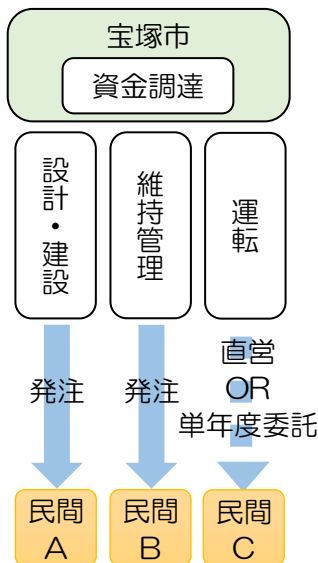 宝塚市
資金調達
設計・建設
維持管理
運転
発注
発注
直営
OR
単年度委託
民間
A
民間
B
民間
C